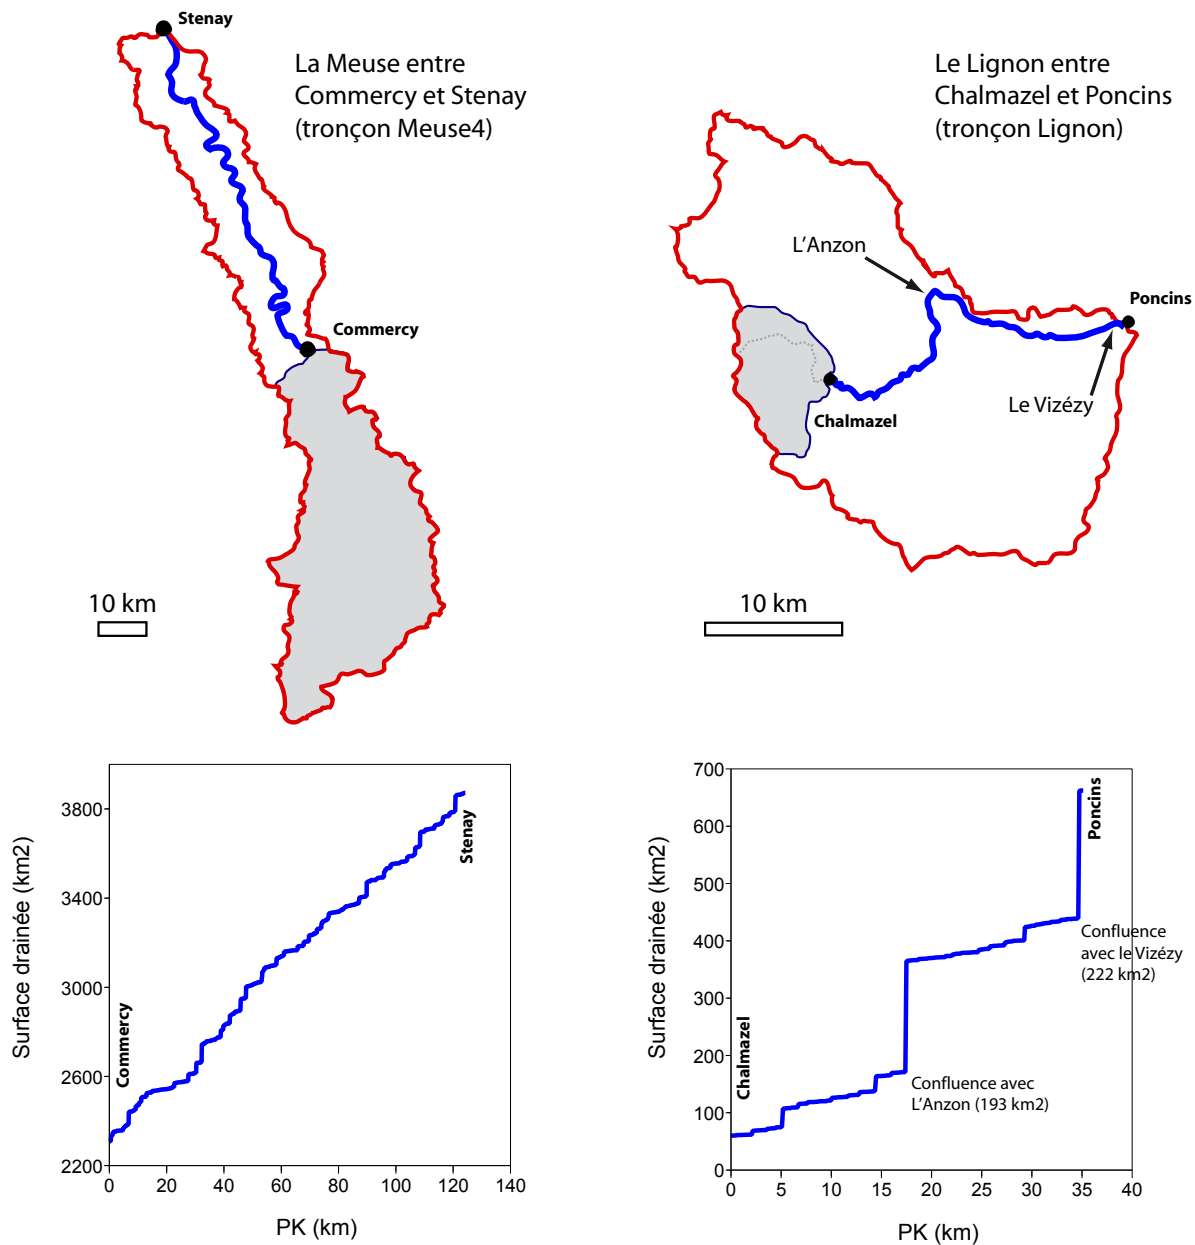 Stenay
La Meuse entre
Commercy et Stenay
(tronçon Meuse4)
Commercy
10 km
Le Lignon entre
Chalmazel et Poncins
(tronçon Lignon)
L'Anzon
Poncins
Le Vizézy
Chalmazel
10 km
Surface drainée (km2)
3800
3400
3000
2600
2200
Commercy
Stenay
0 20 40 60 80 100 120 140
PK (km)
Surface drainée (km2)
700
600
500
400
300
200
100
0
Chalmazel
Poncins
Confluence
avec le Vizézy
(222 km2)
Confluence avec
L'Anzon (193 km2)
0 5 10 15 20 25 30 35 40
PK (km)